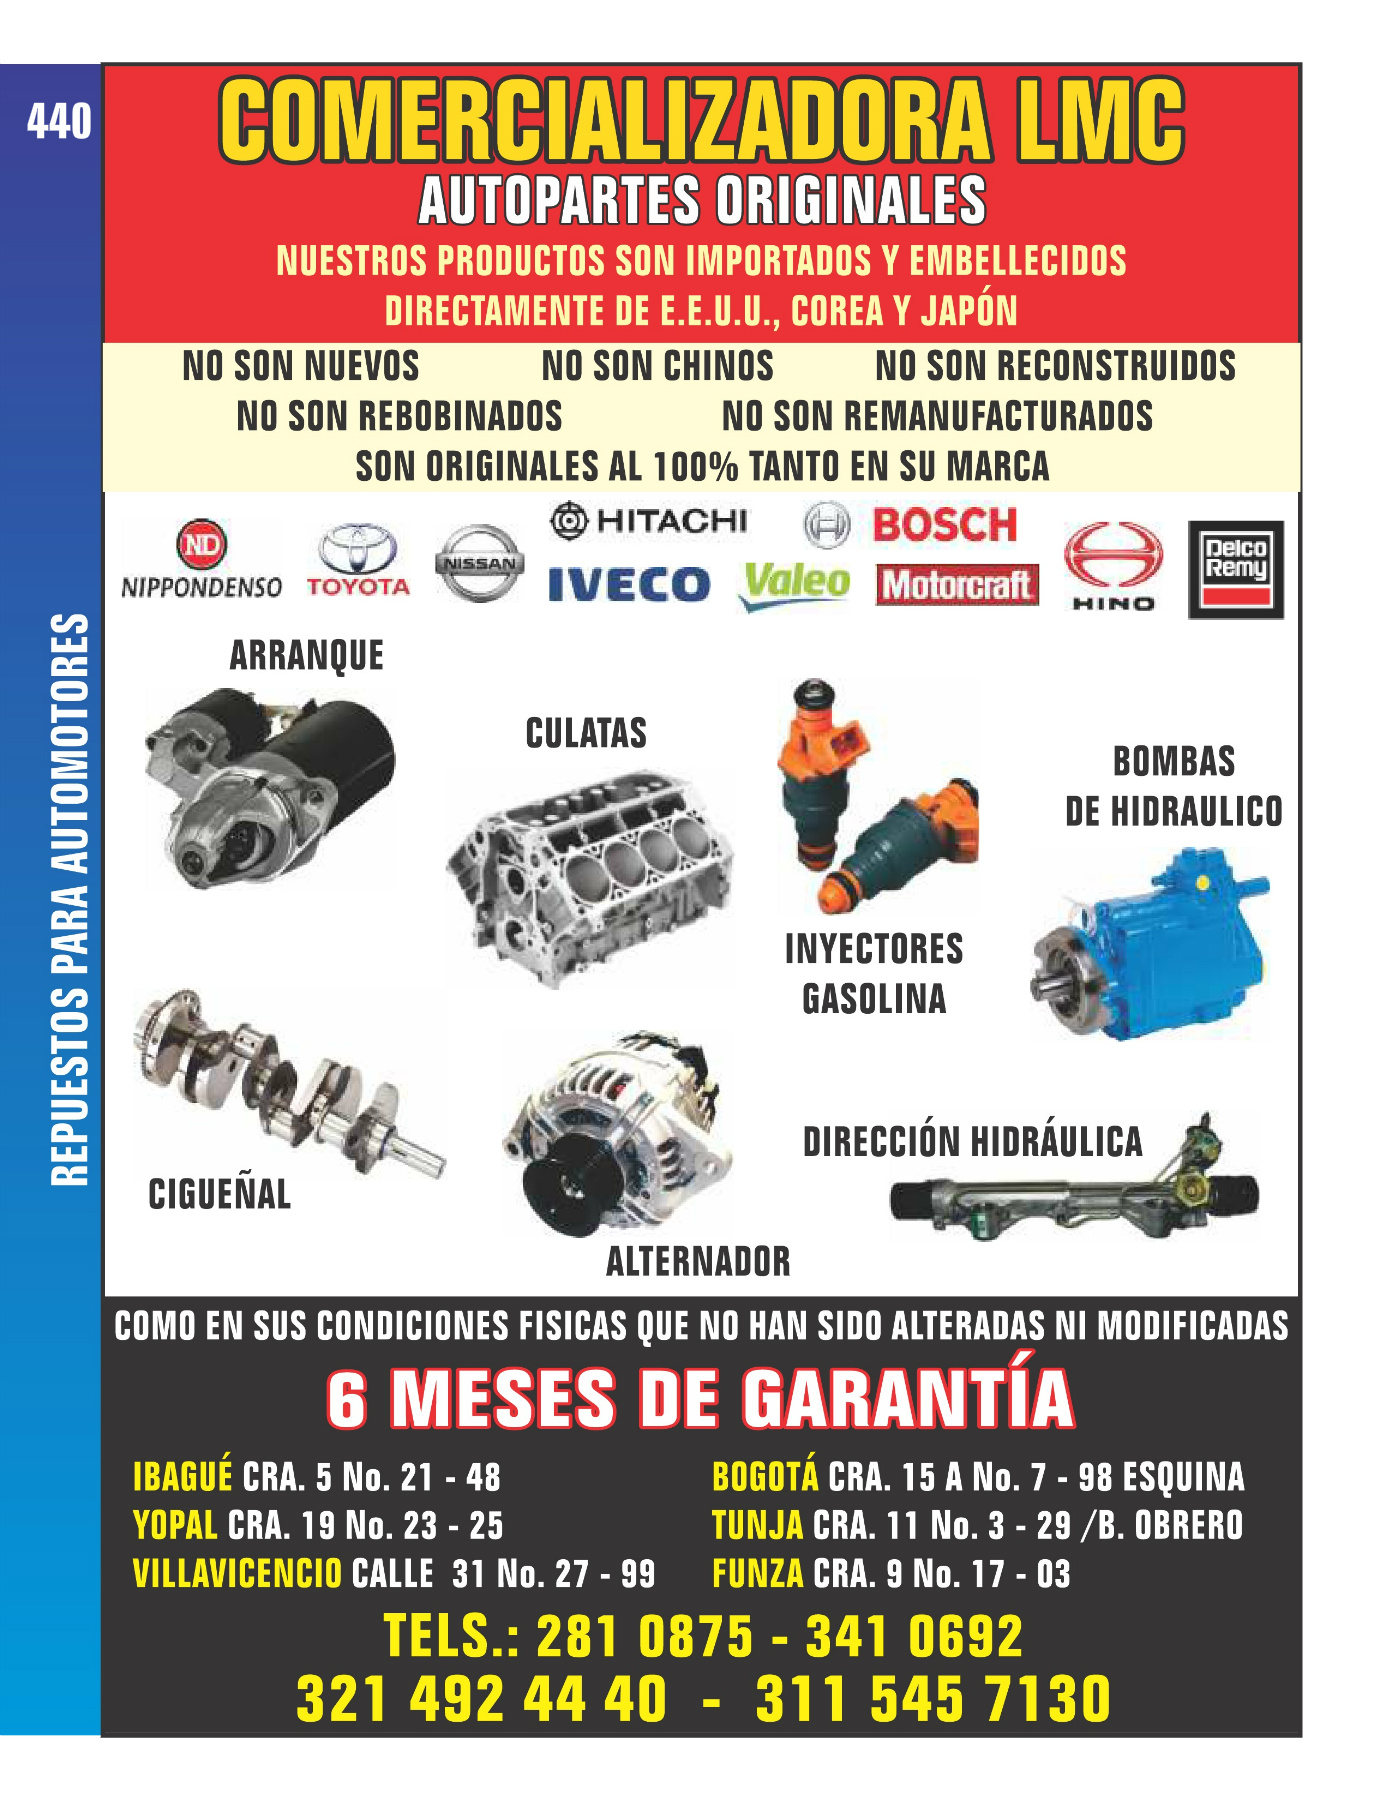 440
COMERCIALIZADORA LMC
AUTOPARTES ORIGINALES
NUESTROS PRODUCTOS SON IMPORTADOS Y EMBELLECIDOS
DIRECTAMENTE DE E.E.U.U., COREA Y JAPÓN
NO SON NUEVOS NO SON CHINOS NO SON RECONSTRUIDOS
NO SON REBOBINADOS NO SON REMANUFACTURADOS
SON ORIGINALES AL 100% TANTO EN SU MARCA
ND
NIPPONDENSO
TOYOTA
NISSAN
HITACHI
IVECO
BOSCH
Valeo
Motorcraft
HINO
Delco
Remy
REPUESTOS PARA AUTOMOTORES
ARRANQUE
CULATAS
BOMBAS
DE HIDRAULICO
INYECTORES
GASOLINA
DIRECCIÓN HIDRÁULICA
CIGUEÑAL
ALTERNADOR
COMO EN SUS CONDICIONES FISICAS QUE NO HAN SIDO ALTERADAS NI MODIFICADAS
6 MESES DE GARANTÍA
IBAGUÉ CRA. 5 No. 21 - 48
YOPAL CRA. 19 No. 23 - 25
VILLAVICENCIO CALLE 31 No. 27 - 99
BOGOTÁ CRA. 15 A No. 7 - 98 ESQUINA
TUNJA CRA. 11 No. 3 - 29 /B. OBRERO
FUNZA CRA. 9 No. 17 - 03
TELS.: 281 0875 - 341 0692
321 492 44 40 - 311 545 7130